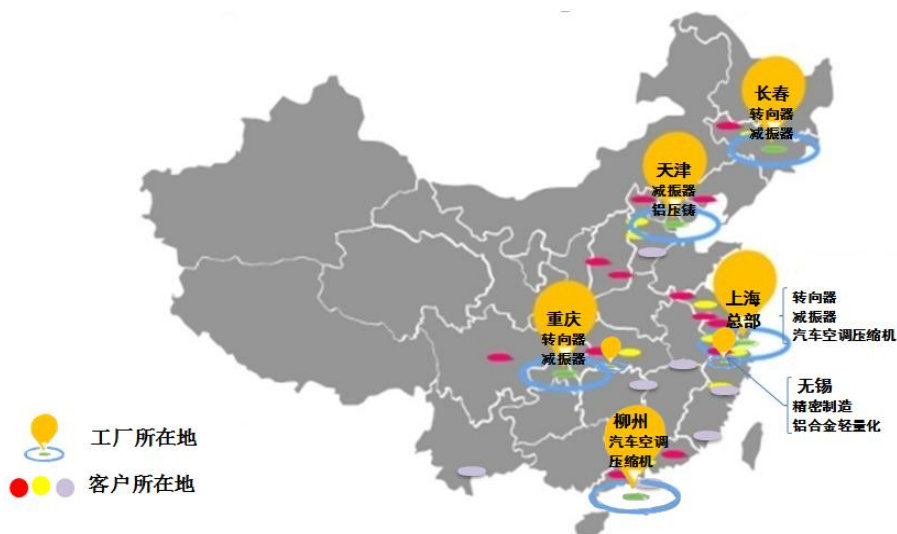 长春
转向器
减振器
天津
减振器
铝压铸
上海
总部
转向器
减振器
汽车空调压缩机
重庆
转向器
减振器
无锡
精密制造
铝合金轻量化
柳州
汽车空调
压缩机
工厂所在地
客户所在地